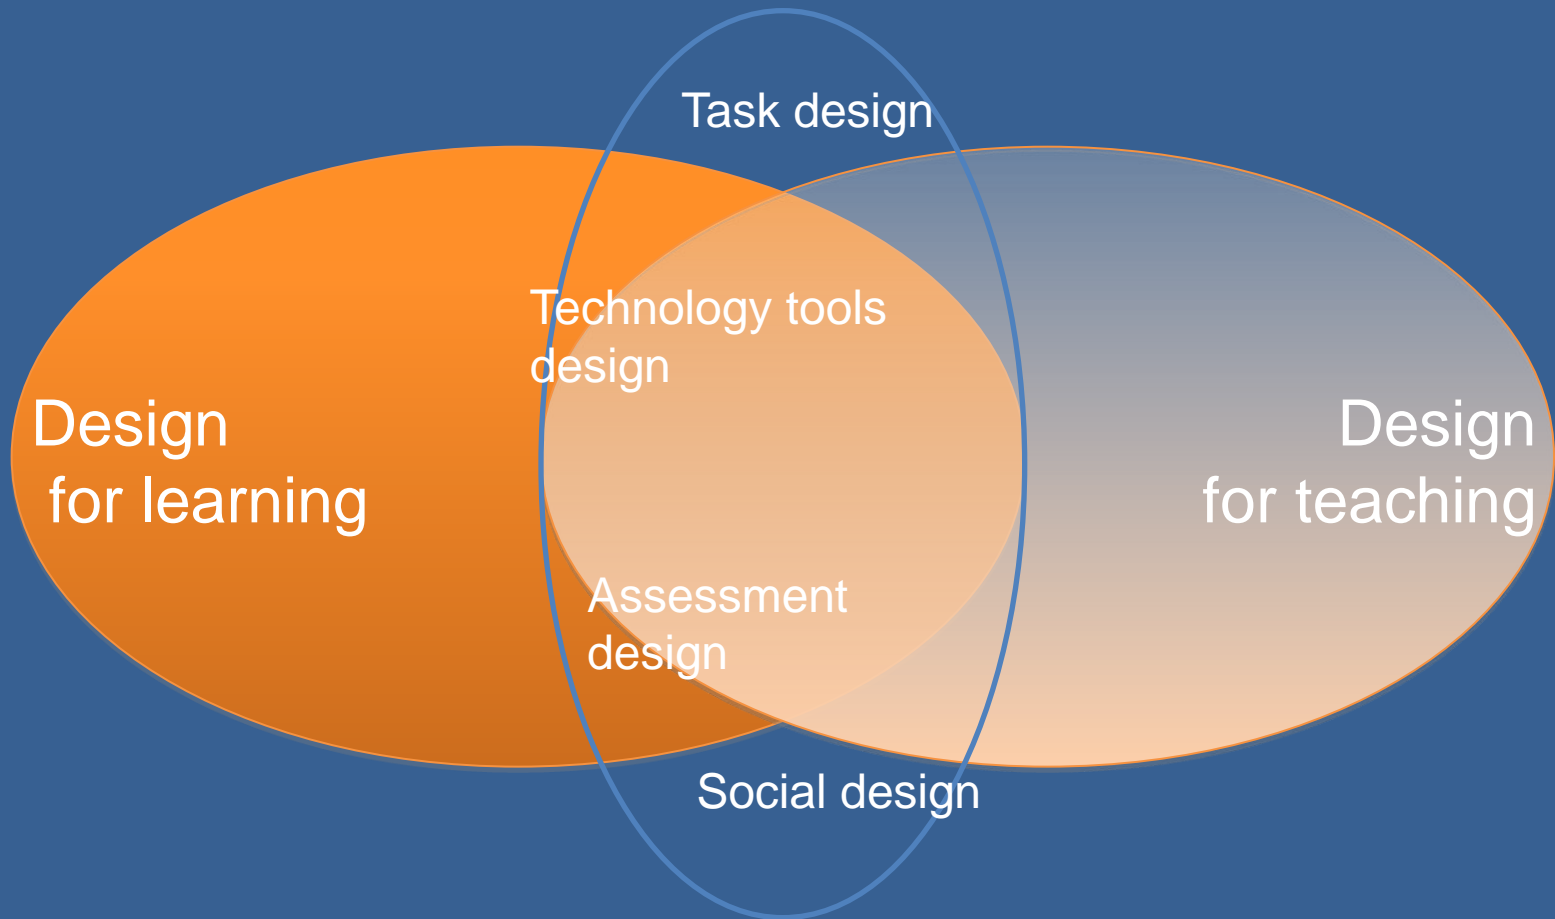 Task design
Technology tools
design
Design
for learning
Design
for teaching
Assessment
design
Social design